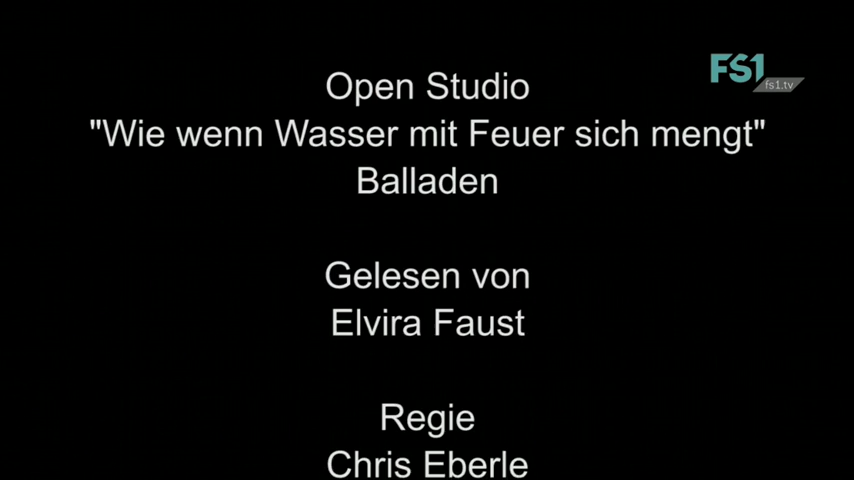 FS1
fs1.tv
Open Studio
"Wie wenn Wasser mit Feuer sich mengt"
Balladen
Gelesen von
Elvira Faust
Regie
Chris Eberle